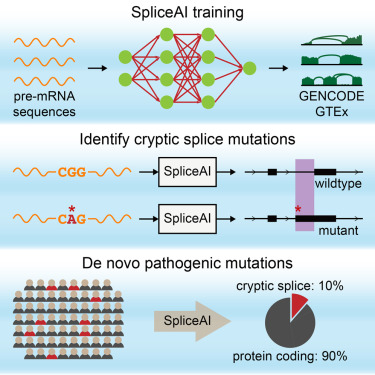 SpliceAI training
pre-mRNA
sequences
GENCODE
GTEx
Identify cryptic splice mutations
CGG
SpliceAI
wildtype
*
*
CAG
SpliceAI
mutant
De novo pathogenic mutations
SpliceAI
cryptic splice: 10%
protein coding: 90%